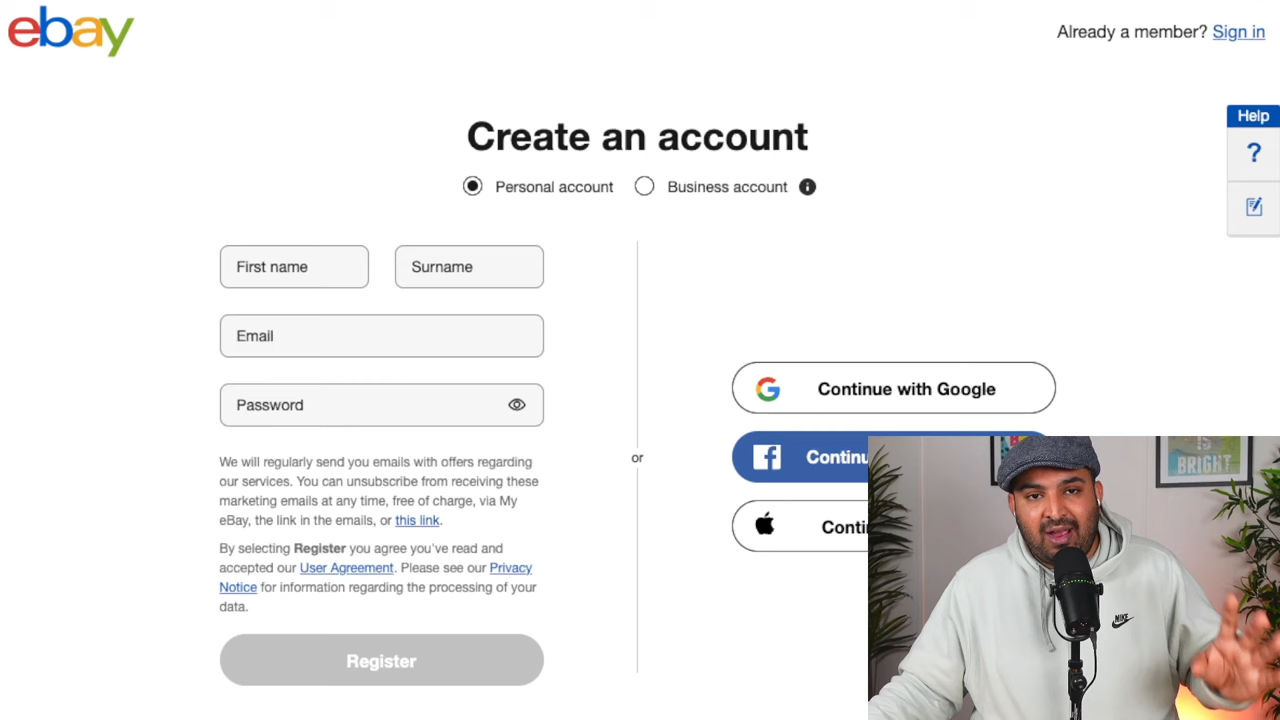 ebay
Already a member? Sign in
Help
?
Create an account
Personal account
Business account
i
First name
Surname
Email
Password
We will regularly send you emails with offers regarding
our services. You can unsubscribe from receiving these
marketing emails at any time, free of charge, via My
eBay, the link in the emails, or this link.
By selecting Register you agree you've read and
accepted our User Agreement. Please see our Privacy
Notice for information regarding the processing of your
data.
Register
or
Continue with Google
Continu
Conti
IS
BRIGHT
NIKE